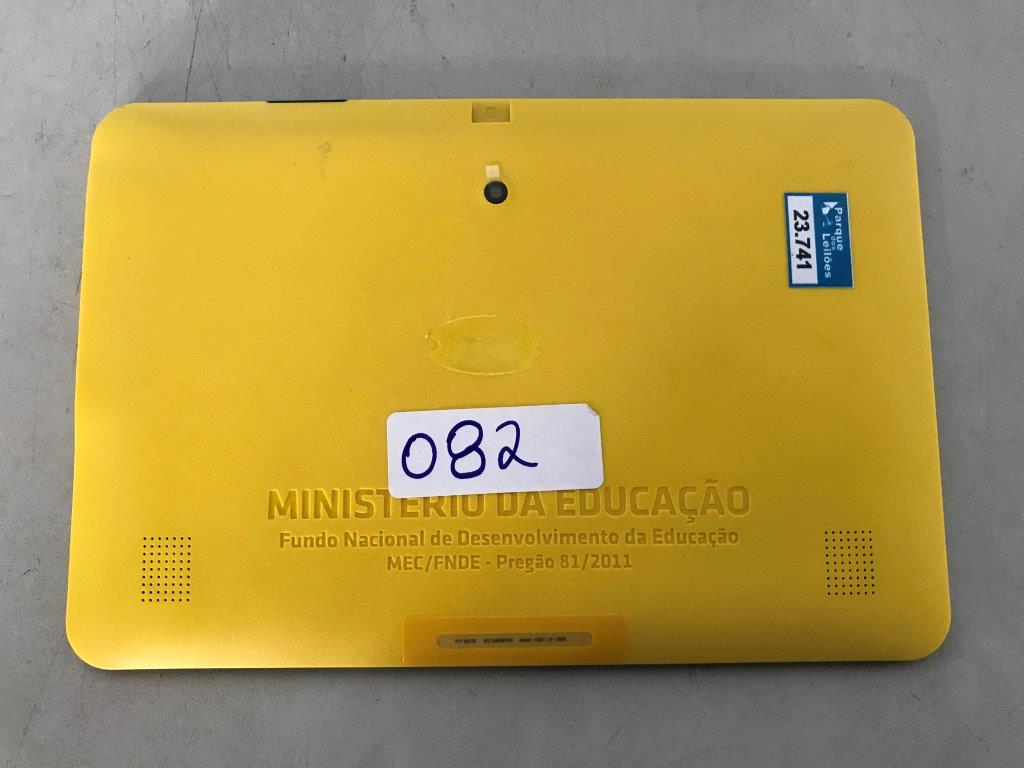 Parque
dos
Leilões
23.741
082
MINISTÉRIO DA EDUCAÇÃO
Fundo Nacional de Desenvolvimento da Educação
MEC/FNDE - Pregão 81/2011